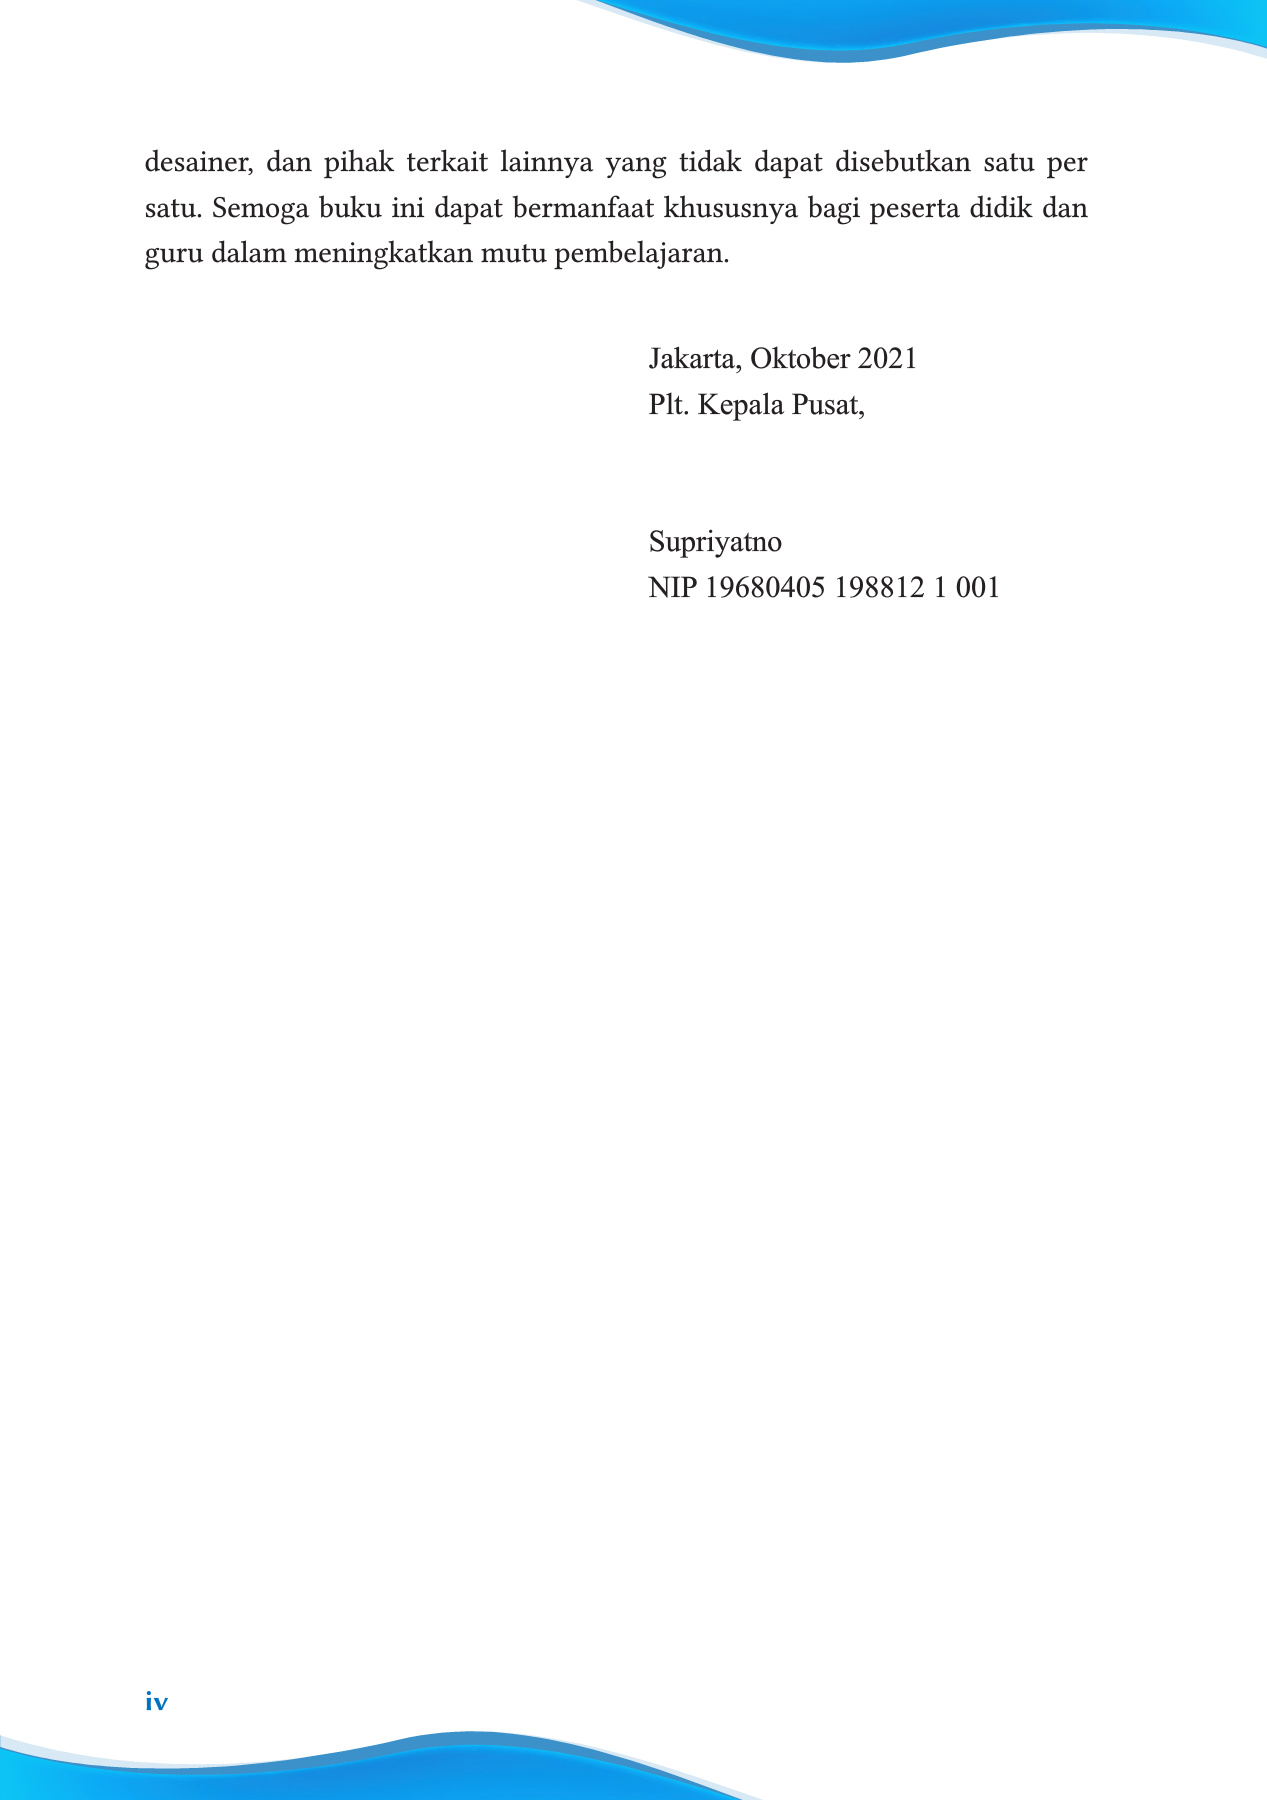 desainer, dan pihak terkait lainnya yang tidak dapat disebutkan satu per
satu. Semoga buku ini dapat bermanfaat khususnya bagi peserta didik dan
guru dalam meningkatkan mutu pembelajaran.
Jakarta, Oktober 2021
Plt. Kepala Pusat,
Supriyatno
NIP 19680405 198812 1 001
iv